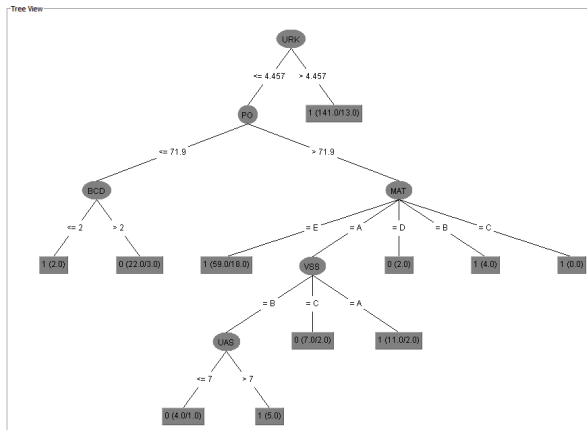 Tree View
URK
<= 4.457 > 4.457
PO 1 (141.0/13.0)
<= 71.9 > 71.9
BCD MAT
<= 2 > 2 = E = A = D = B = C
1 (2.0) 0 (22.0/3.0) 1 (59.0/18.0) VSS 0 (2.0) 1 (4.0) 1 (0.0)
= B = C = A
UAS 0 (7.0/2.0) 1 (11.0/2.0)
<= 7 > 7
0 (4.0/1.0) 1 (5.0)